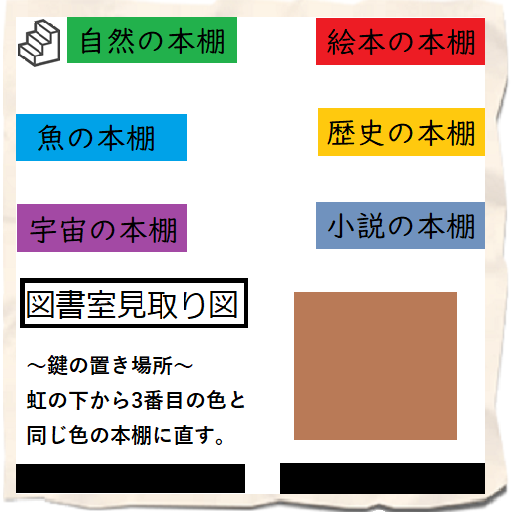 自然の本棚
絵本の本棚
魚の本棚
歴史の本棚
宇宙の本棚
小説の本棚
図書室見取り図
～鍵の置き場所～
虹の下から3番目の色と
同じ色の本棚に直す。